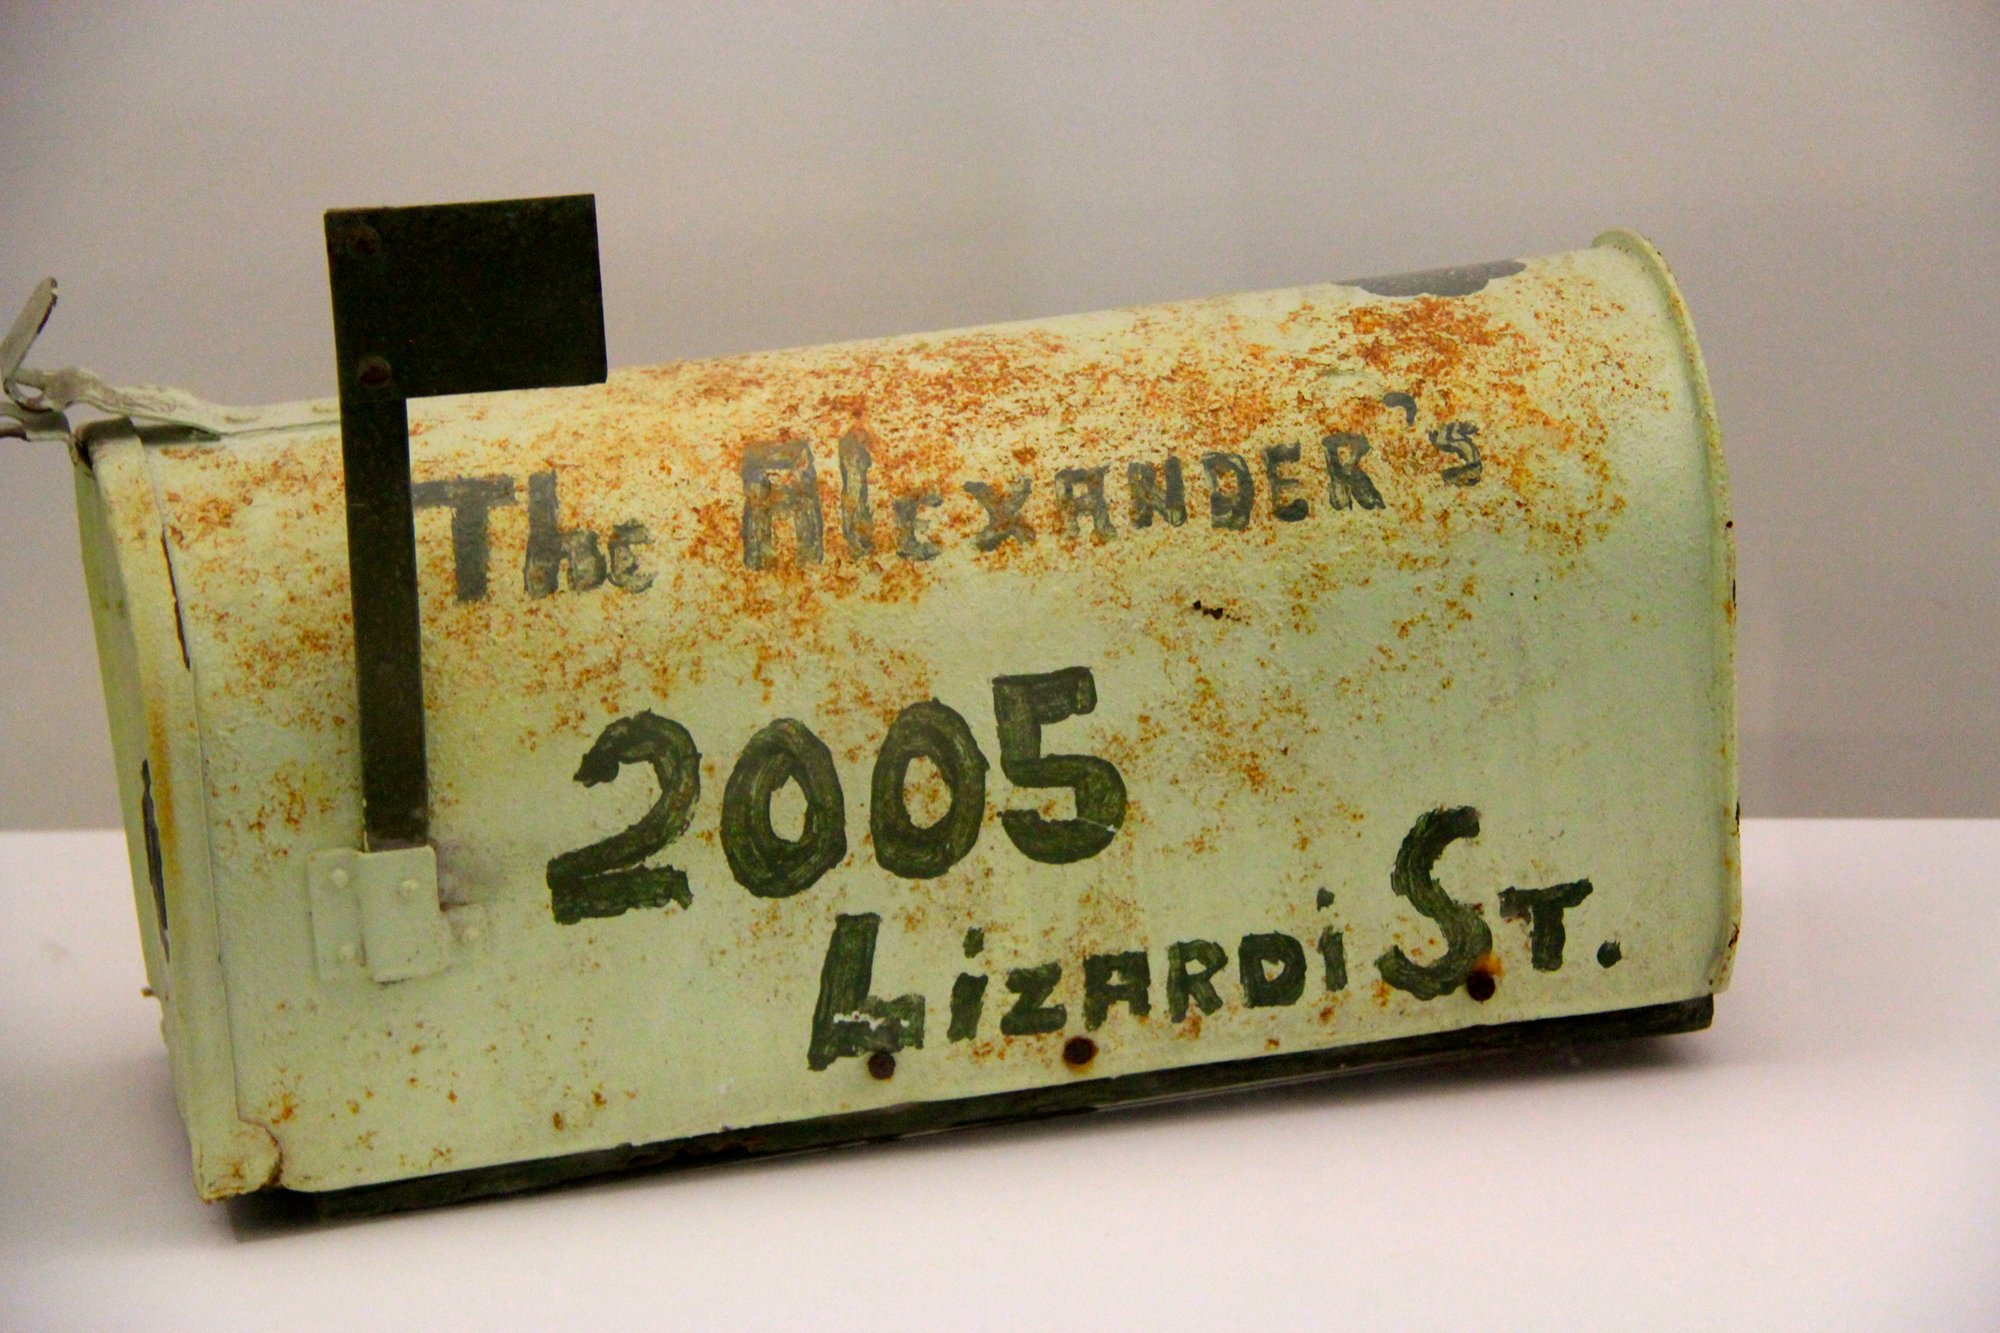 The AlexANDER's
2005
LizARDi ST.